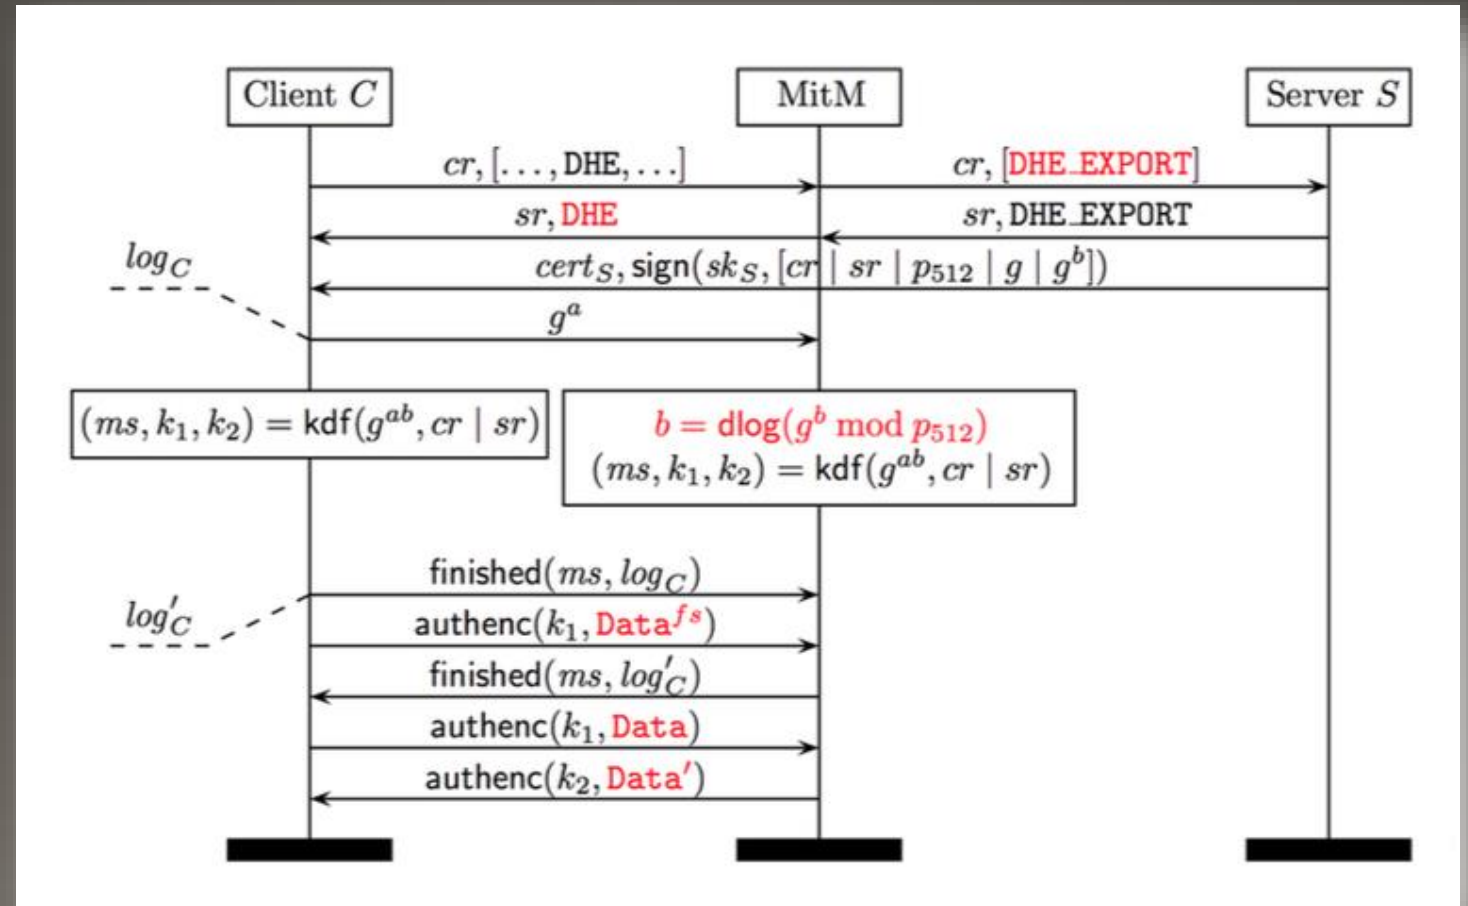 Client C
MitM
Server S
cr, [..., DHE, ...]
cr, [DHE_EXPORT]
sr, DHE
sr, DHE_EXPORT
log_C
cert_S, sign(sk_S, [cr | sr | p_512 | g | g^b])
g^a
(ms, k_1, k_2) = kdf(g^{ab}, cr | sr)
b = dlog(g^b mod p_512)
(ms, k_1, k_2) = kdf(g^{ab}, cr | sr)
finished(ms, log_C)
log'_C
authenc(k_1, Data^{fs})
finished(ms, log'_C)
authenc(k_1, Data)
authenc(k_2, Data')